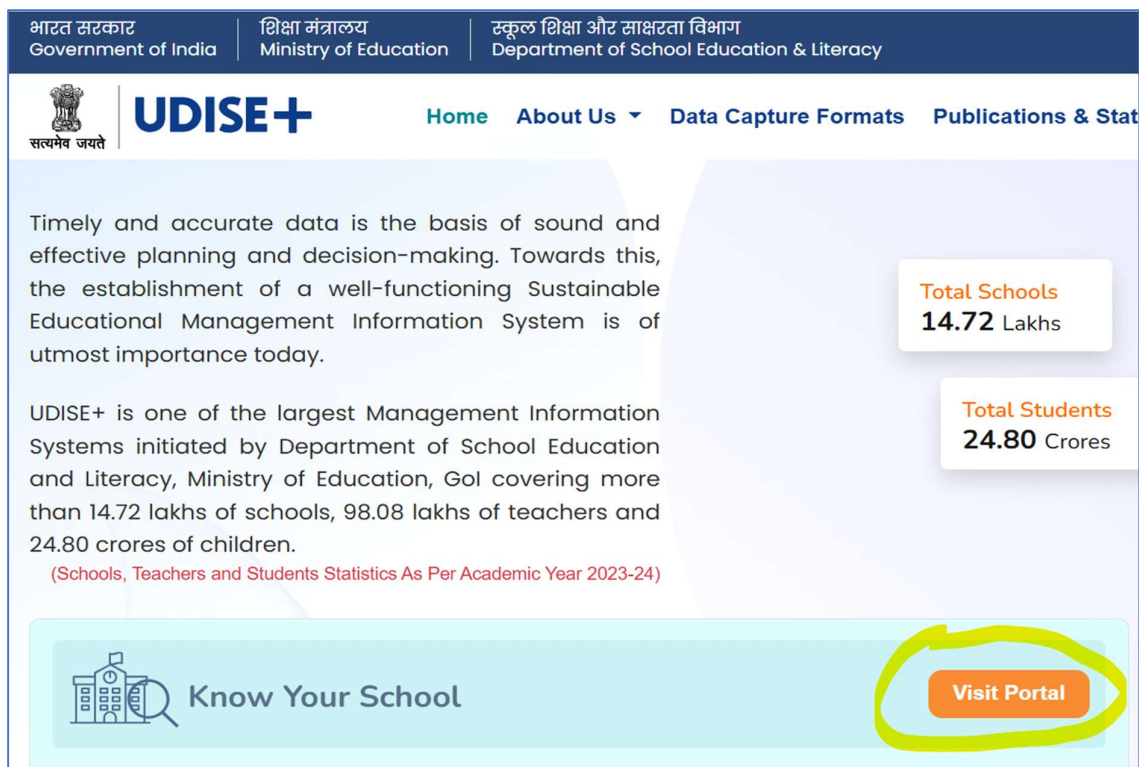 भारत सरकार
Government of India
शिक्षा मंत्रालय
Ministry of Education
स्कूल शिक्षा और साक्षरता विभाग
Department of School Education & Literacy
सत्यमेव जयते
UDISE+
Home About Us Data Capture Formats Publications & Stat
Timely and accurate data is the basis of sound and
effective planning and decision-making. Towards this,
the establishment of a well-functioning Sustainable
Educational Management Information System is of
utmost importance today.
UDISE+ is one of the largest Management Information
Systems initiated by Department of School Education
and Literacy, Ministry of Education, GoI covering more
than 14.72 lakhs of schools, 98.08 lakhs of teachers and
24.80 crores of children.
(Schools, Teachers and Students Statistics As Per Academic Year 2023-24)
Total Schools
14.72 Lakhs
Total Students
24.80 Crores
Know Your School
Visit Portal